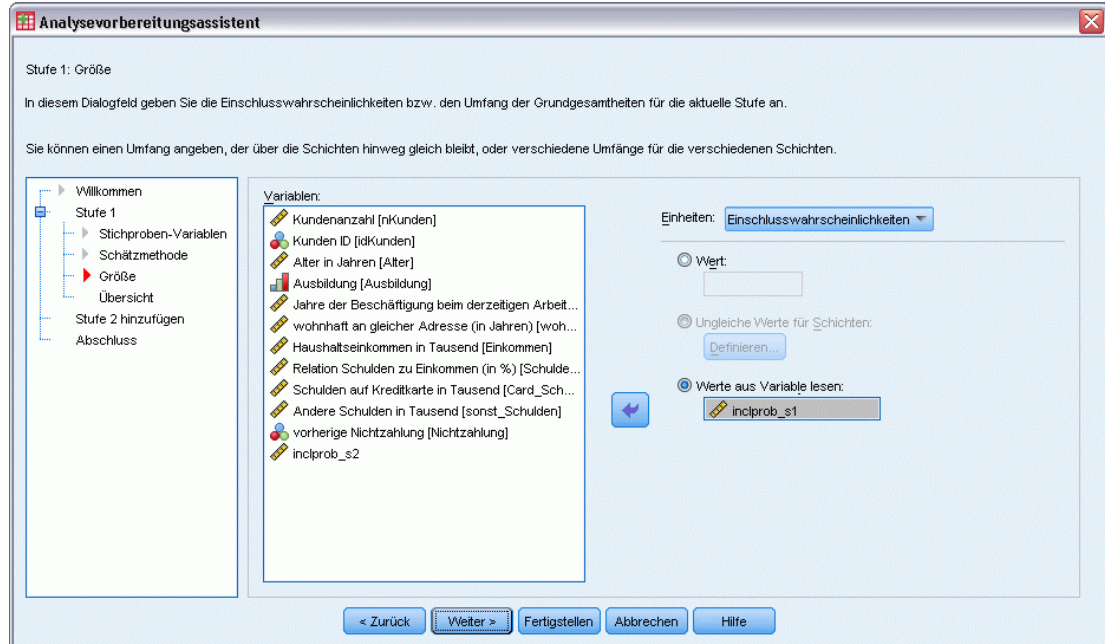 Analysevorbereitungsassistent
Stufe 1: Größe
In diesem Dialogfeld geben Sie die Einschlusswahrscheinlichkeiten bzw. den Umfang der Grundgesamtheiten für die aktuelle Stufe an.
Sie können einen Umfang angeben, der über die Schichten hinweg gleich bleibt, oder verschiedene Umfänge für die verschiedenen Schichten.
Willkommen
Stufe 1
Stichproben-Variablen
Schätzmethode
Größe
Übersicht
Stufe 2 hinzufügen
Abschluss
Variablen:
Kundenanzahl [nKunden]
Kunden ID [idKunden]
Alter in Jahren [Alter]
Ausbildung [Ausbildung]
Jahre der Beschäftigung beim derzeitigen Arbeit...
wohnhaft an gleicher Adresse (in Jahren) [woh...
Haushaltseinkommen in Tausend [Einkommen]
Relation Schulden zu Einkommen (in %) [Schulde...
Schulden auf Kreditkarte in Tausend [Card_Sch...
Andere Schulden in Tausend [sonst_Schulden]
vorherige Nichtzahlung [Nichtzahlung]
inclprob_s2
Einheiten: Einschlusswahrscheinlichkeiten
Wert:
Ungleiche Werte für Schichten:
Definieren...
Werte aus Variable lesen:
inclprob_s1
< Zurück Weiter > Fertigstellen Abbrechen Hilfe